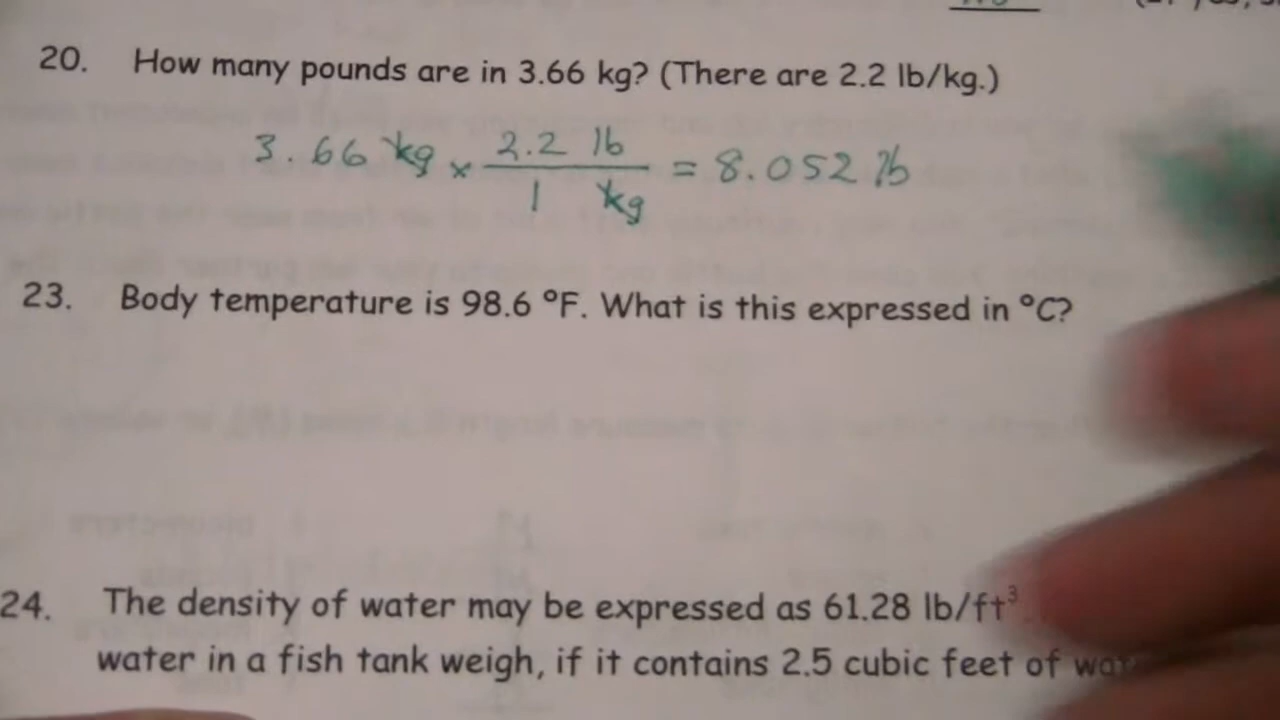 20. How many pounds are in 3.66 kg? (There are 2.2 lb/kg.)
3.66 kg × 2.2 lb / 1 kg = 8.052 lb
23. Body temperature is 98.6 °F. What is this expressed in °C?
24. The density of water may be expressed as 61.28 lb/ft³
water in a fish tank weigh, if it contains 2.5 cubic feet of